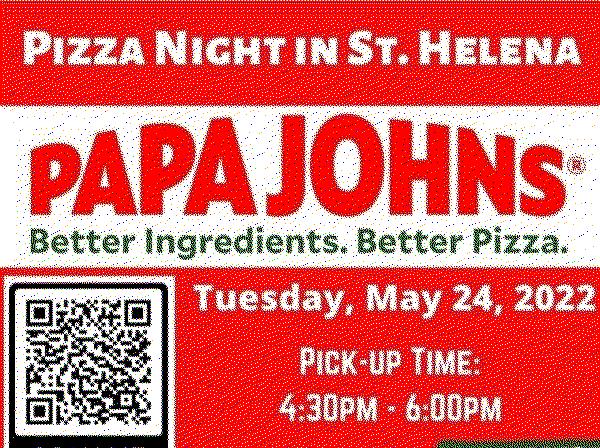 Pizza Night in St. Helena
PAPA JOHNS®
Better Ingredients. Better Pizza.
Tuesday, May 24, 2022
Pick-up Time:
4:30pm - 6:00pm